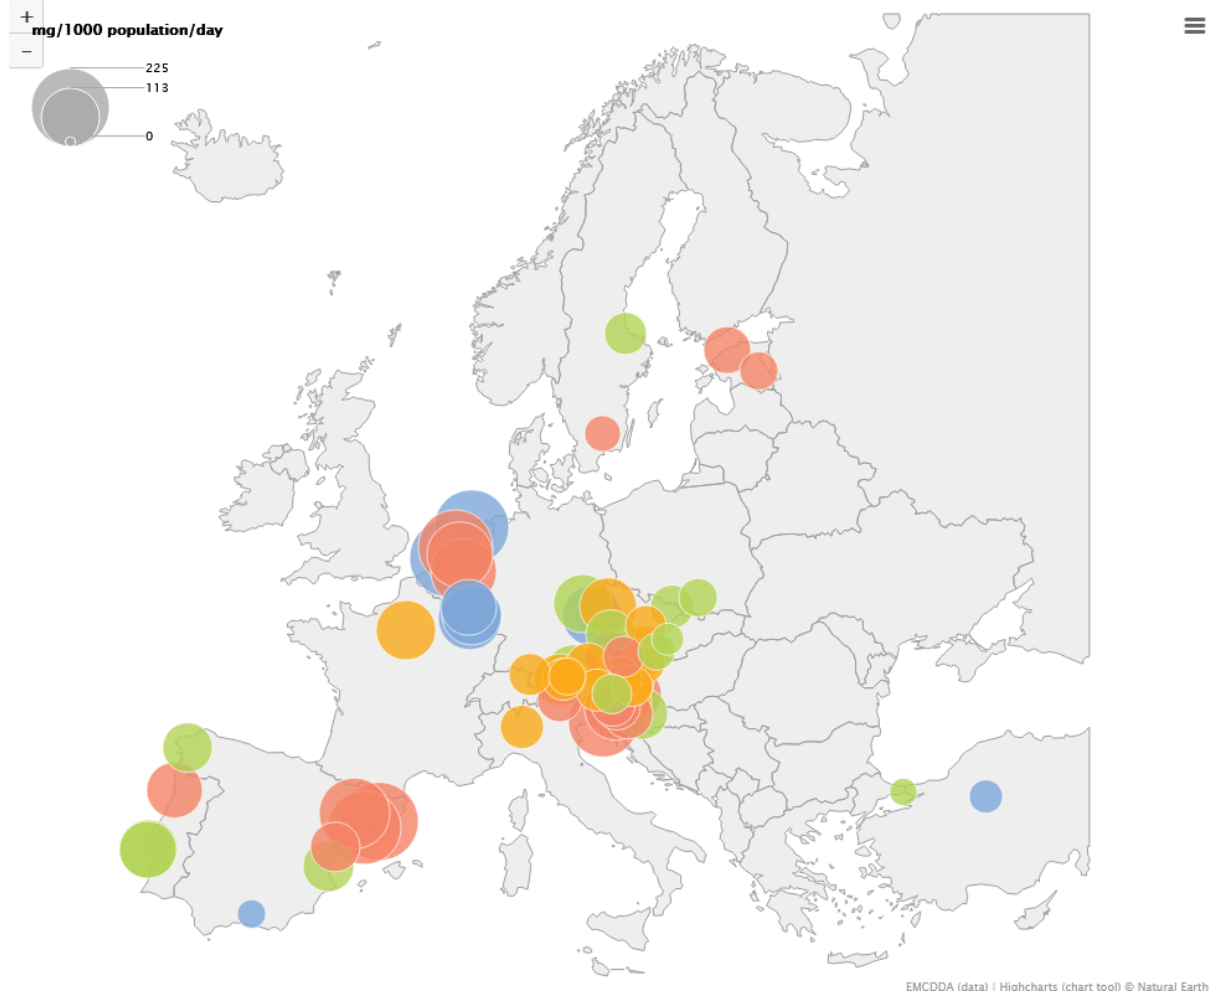 +
mg/1000 population/day
−
225
113
0
EMCDDA (data) | Highcharts (chart tool) © Natural Earth